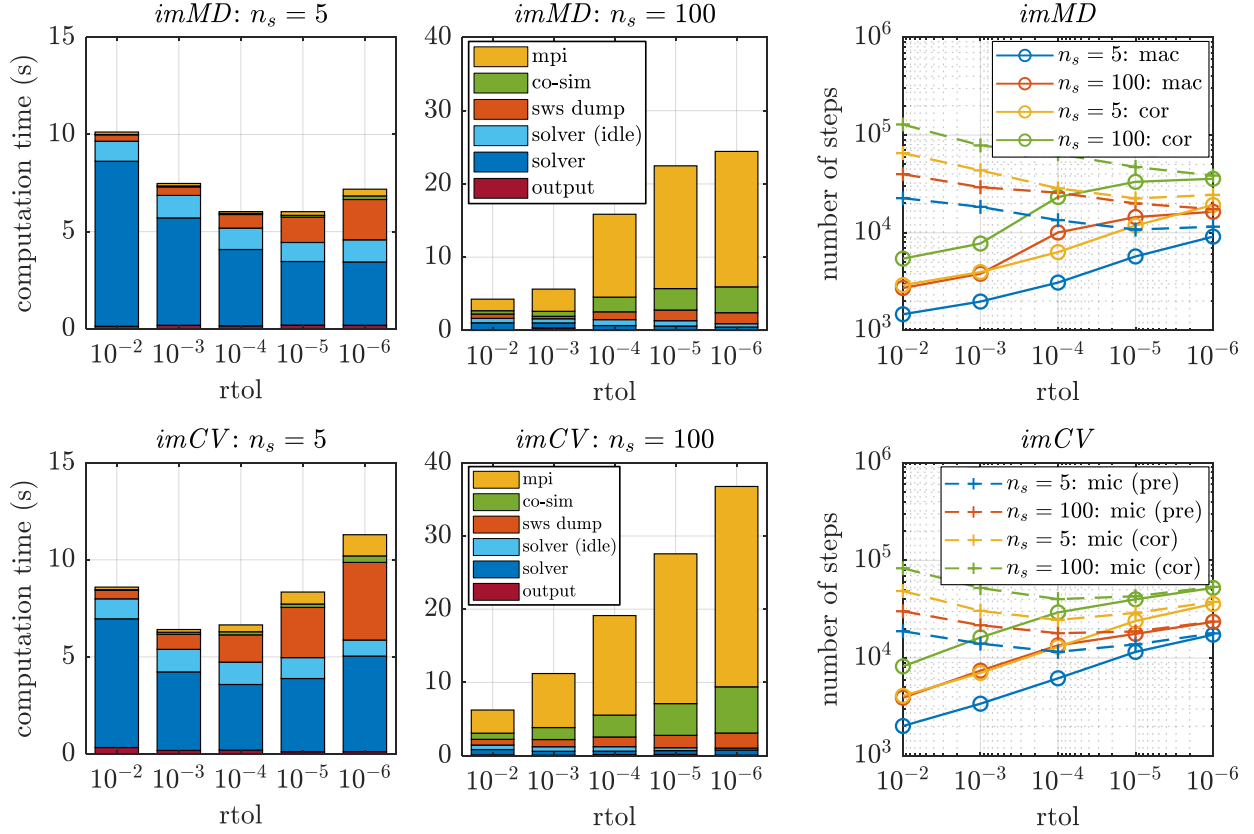 imMD: n_s = 5
15
10
5
0
computation time (s)
10^−2 10^−3 10^−4 10^−5 10^−6
rtol
imMD: n_s = 100
40
30
20
10
0
mpi
co-sim
sws dump
solver (idle)
solver
output
10^−2 10^−3 10^−4 10^−5 10^−6
rtol
imMD
10^6
10^5
10^4
10^3
number of steps
n_s = 5: mac
n_s = 100: mac
n_s = 5: cor
n_s = 100: cor
10^−2 10^−3 10^−4 10^−5 10^−6
rtol
imCV: n_s = 5
15
10
5
0
computation time (s)
10^−2 10^−3 10^−4 10^−5 10^−6
rtol
imCV: n_s = 100
40
30
20
10
0
mpi
co-sim
sws dump
solver (idle)
solver
output
10^−2 10^−3 10^−4 10^−5 10^−6
rtol
imCV
10^6
10^5
10^4
10^3
number of steps
n_s = 5: mic (pre)
n_s = 100: mic (pre)
n_s = 5: mic (cor)
n_s = 100: mic (cor)
10^−2 10^−3 10^−4 10^−5 10^−6
rtol